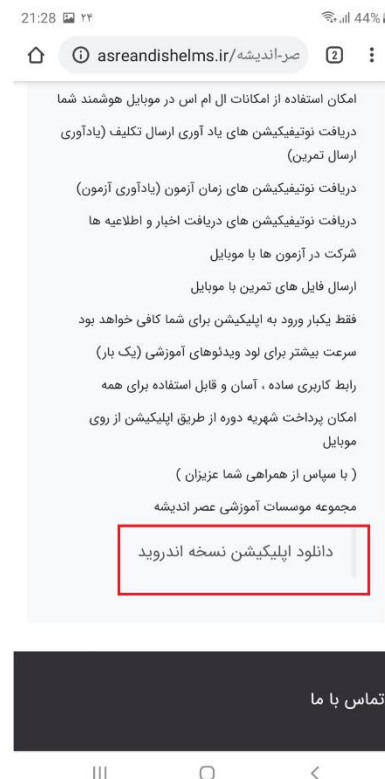 21:28 ۲۴ 44%
asreandishelms.ir/صر-اندیشه 2
امکان استفاده از امکانات ال ام اس در موبایل هوشمند شما
دریافت نوتیفیکیشن های یاد آوری ارسال تکلیف (یادآوری
ارسال تمرین)
دریافت نوتیفیکیشن های زمان آزمون (یادآوری آزمون)
دریافت نوتیفیکیشن های دریافت اخبار و اطلاعیه ها
شرکت در آزمون ها با موبایل
ارسال فایل های تمرین با موبایل
فقط یکبار ورود به اپلیکیشن برای شما کافی خواهد بود
سرعت بیشتر برای لود ویدئوهای آموزشی (یک بار)
رابط کاربری ساده ، آسان و قابل استفاده برای همه
امکان پرداخت شهریه دوره از طریق اپلیکیشن از روی
موبایل
( با سپاس از همراهی شما عزیزان )
مجموعه موسسات آموزشی عصر اندیشه
دانلود اپلیکیشن نسخه اندروید
تماس با ما